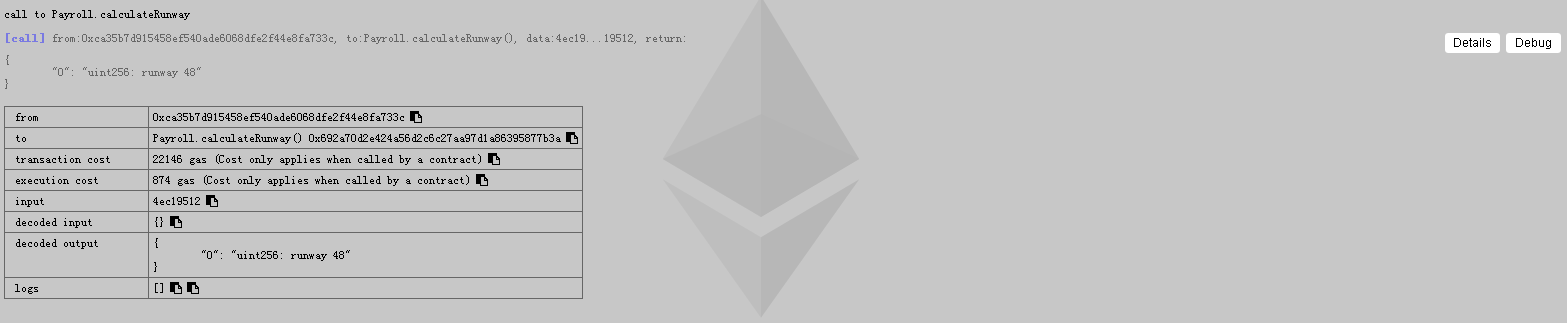 call to Payroll.calculateRunway
[call] from:0xca35b7d915458ef540ade6068dfe2f44e8fa733c, to:Payroll.calculateRunway(), data:4ec19...19512, return:
Details Debug
{
"0": "uint256: runway 48"
}
from 0xca35b7d915458ef540ade6068dfe2f44e8fa733c
to Payroll.calculateRunway() 0x692a70d2e424a56d2c6c27aa97d1a86395877b3a
transaction cost 22146 gas (Cost only applies when called by a contract)
execution cost 874 gas (Cost only applies when called by a contract)
input 4ec19512
decoded input {}
decoded output {
"0": "uint256: runway 48"
}
logs []